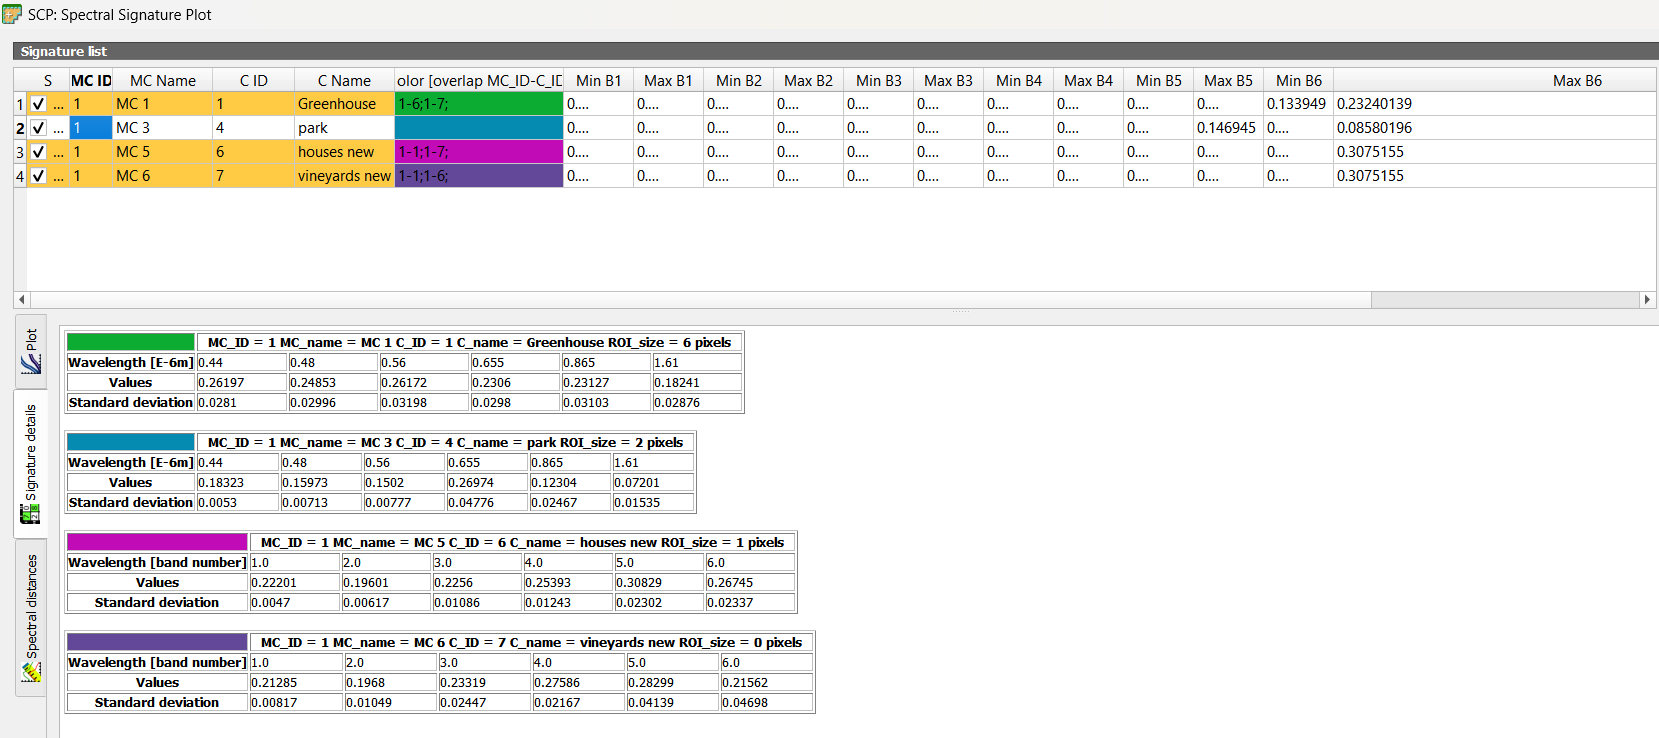 SCP: Spectral Signature Plot
Signature list
S MC ID MC Name C ID C Name olor [overlap MC_ID-C_ID Min B1 Max B1 Min B2 Max B2 Min B3 Max B3 Min B4 Max B4 Min B5 Max B5 Min B6 Max B6
1 ... 1 MC 1 1 Greenhouse 1-6;1-7; 0.... 0.... 0.... 0.... 0.... 0.... 0.... 0.... 0.... 0.... 0.133949 0.23240139
2 ... 1 MC 3 4 park 0.... 0.... 0.... 0.... 0.... 0.... 0.... 0.... 0.... 0.146945 0.... 0.08580196
3 ... 1 MC 5 6 houses new 1-1;1-7; 0.... 0.... 0.... 0.... 0.... 0.... 0.... 0.... 0.... 0.... 0.... 0.3075155
4 ... 1 MC 6 7 vineyards new 1-1;1-6; 0.... 0.... 0.... 0.... 0.... 0.... 0.... 0.... 0.... 0.... 0.... 0.3075155
Plot
Signature details
Spectral distances
MC_ID = 1 MC_name = MC 1 C_ID = 1 C_name = Greenhouse ROI_size = 6 pixels
Wavelength [E-6m] 0.44 0.48 0.56 0.655 0.865 1.61
Values 0.26197 0.24853 0.26172 0.2306 0.23127 0.18241
Standard deviation 0.0281 0.02996 0.03198 0.0298 0.03103 0.02876
MC_ID = 1 MC_name = MC 3 C_ID = 4 C_name = park ROI_size = 2 pixels
Wavelength [E-6m] 0.44 0.48 0.56 0.655 0.865 1.61
Values 0.18323 0.15973 0.1502 0.26974 0.12304 0.07201
Standard deviation 0.0053 0.00713 0.00777 0.04776 0.02467 0.01535
MC_ID = 1 MC_name = MC 5 C_ID = 6 C_name = houses new ROI_size = 1 pixels
Wavelength [band number] 1.0 2.0 3.0 4.0 5.0 6.0
Values 0.22201 0.19601 0.2256 0.25393 0.30829 0.26745
Standard deviation 0.0047 0.00617 0.01086 0.01243 0.02302 0.02337
MC_ID = 1 MC_name = MC 6 C_ID = 7 C_name = vineyards new ROI_size = 0 pixels
Wavelength [band number] 1.0 2.0 3.0 4.0 5.0 6.0
Values 0.21285 0.1968 0.23319 0.27586 0.28299 0.21562
Standard deviation 0.00817 0.01049 0.02447 0.02167 0.04139 0.04698